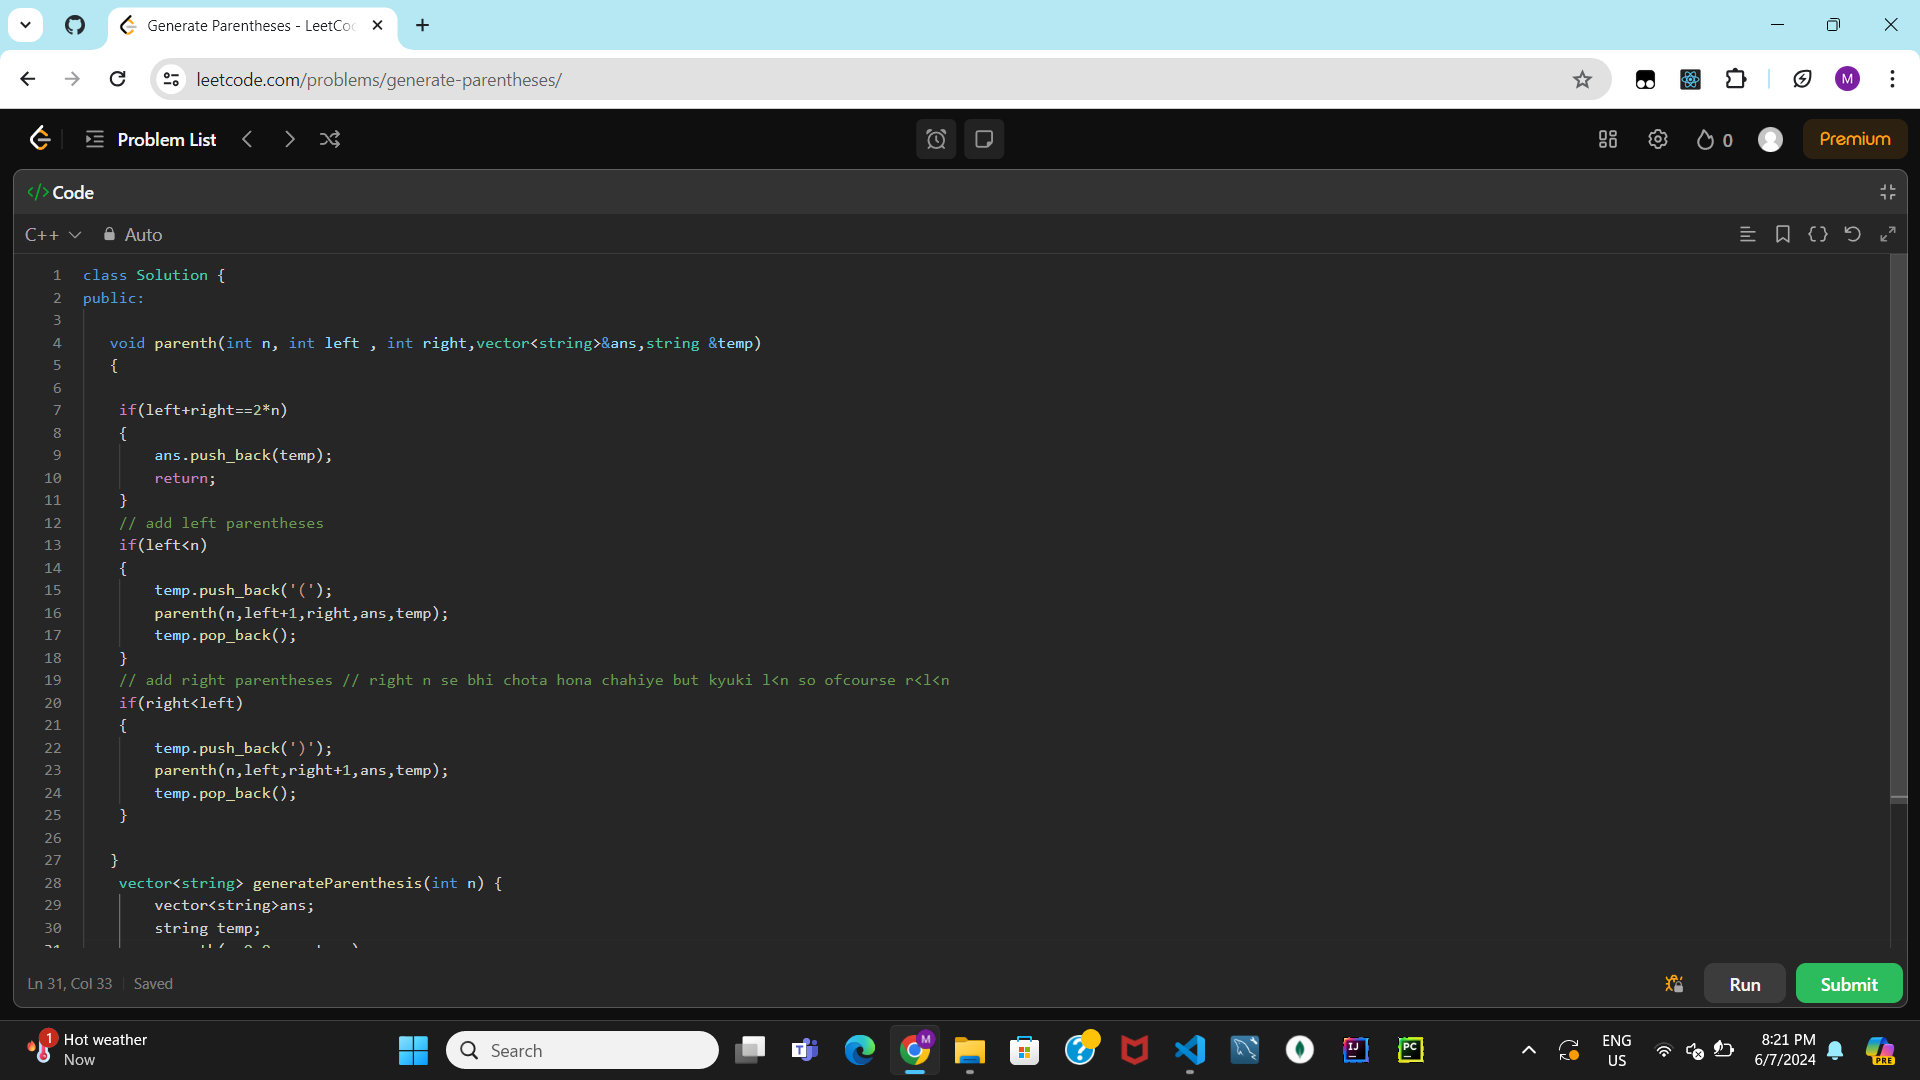 Generate Parentheses - LeetCo
leetcode.com/problems/generate-parentheses/
M
Problem List
0
Premium
</> Code
C++
Auto
1 class Solution {
2 public:
3
4 void parenth(int n, int left , int right,vector<string>&ans,string &temp)
5 {
6
7 if(left+right==2*n)
8 {
9 ans.push_back(temp);
10 return;
11 }
12 // add left parentheses
13 if(left<n)
14 {
15 temp.push_back('(');
16 parenth(n,left+1,right,ans,temp);
17 temp.pop_back();
18 }
19 // add right parentheses // right n se bhi chota hona chahiye but kyuki l<n so ofcourse r<l<n
20 if(right<left)
21 {
22 temp.push_back(')');
23 parenth(n,left,right+1,ans,temp);
24 temp.pop_back();
25 }
26
27 }
28 vector<string> generateParenthesis(int n) {
29 vector<string>ans;
30 string temp;
Ln 31, Col 33
Saved
Run
Submit
1
Hot weather
Now
Search
M
IJ
PC
ENG
US
8:21 PM
6/7/2024
PRE